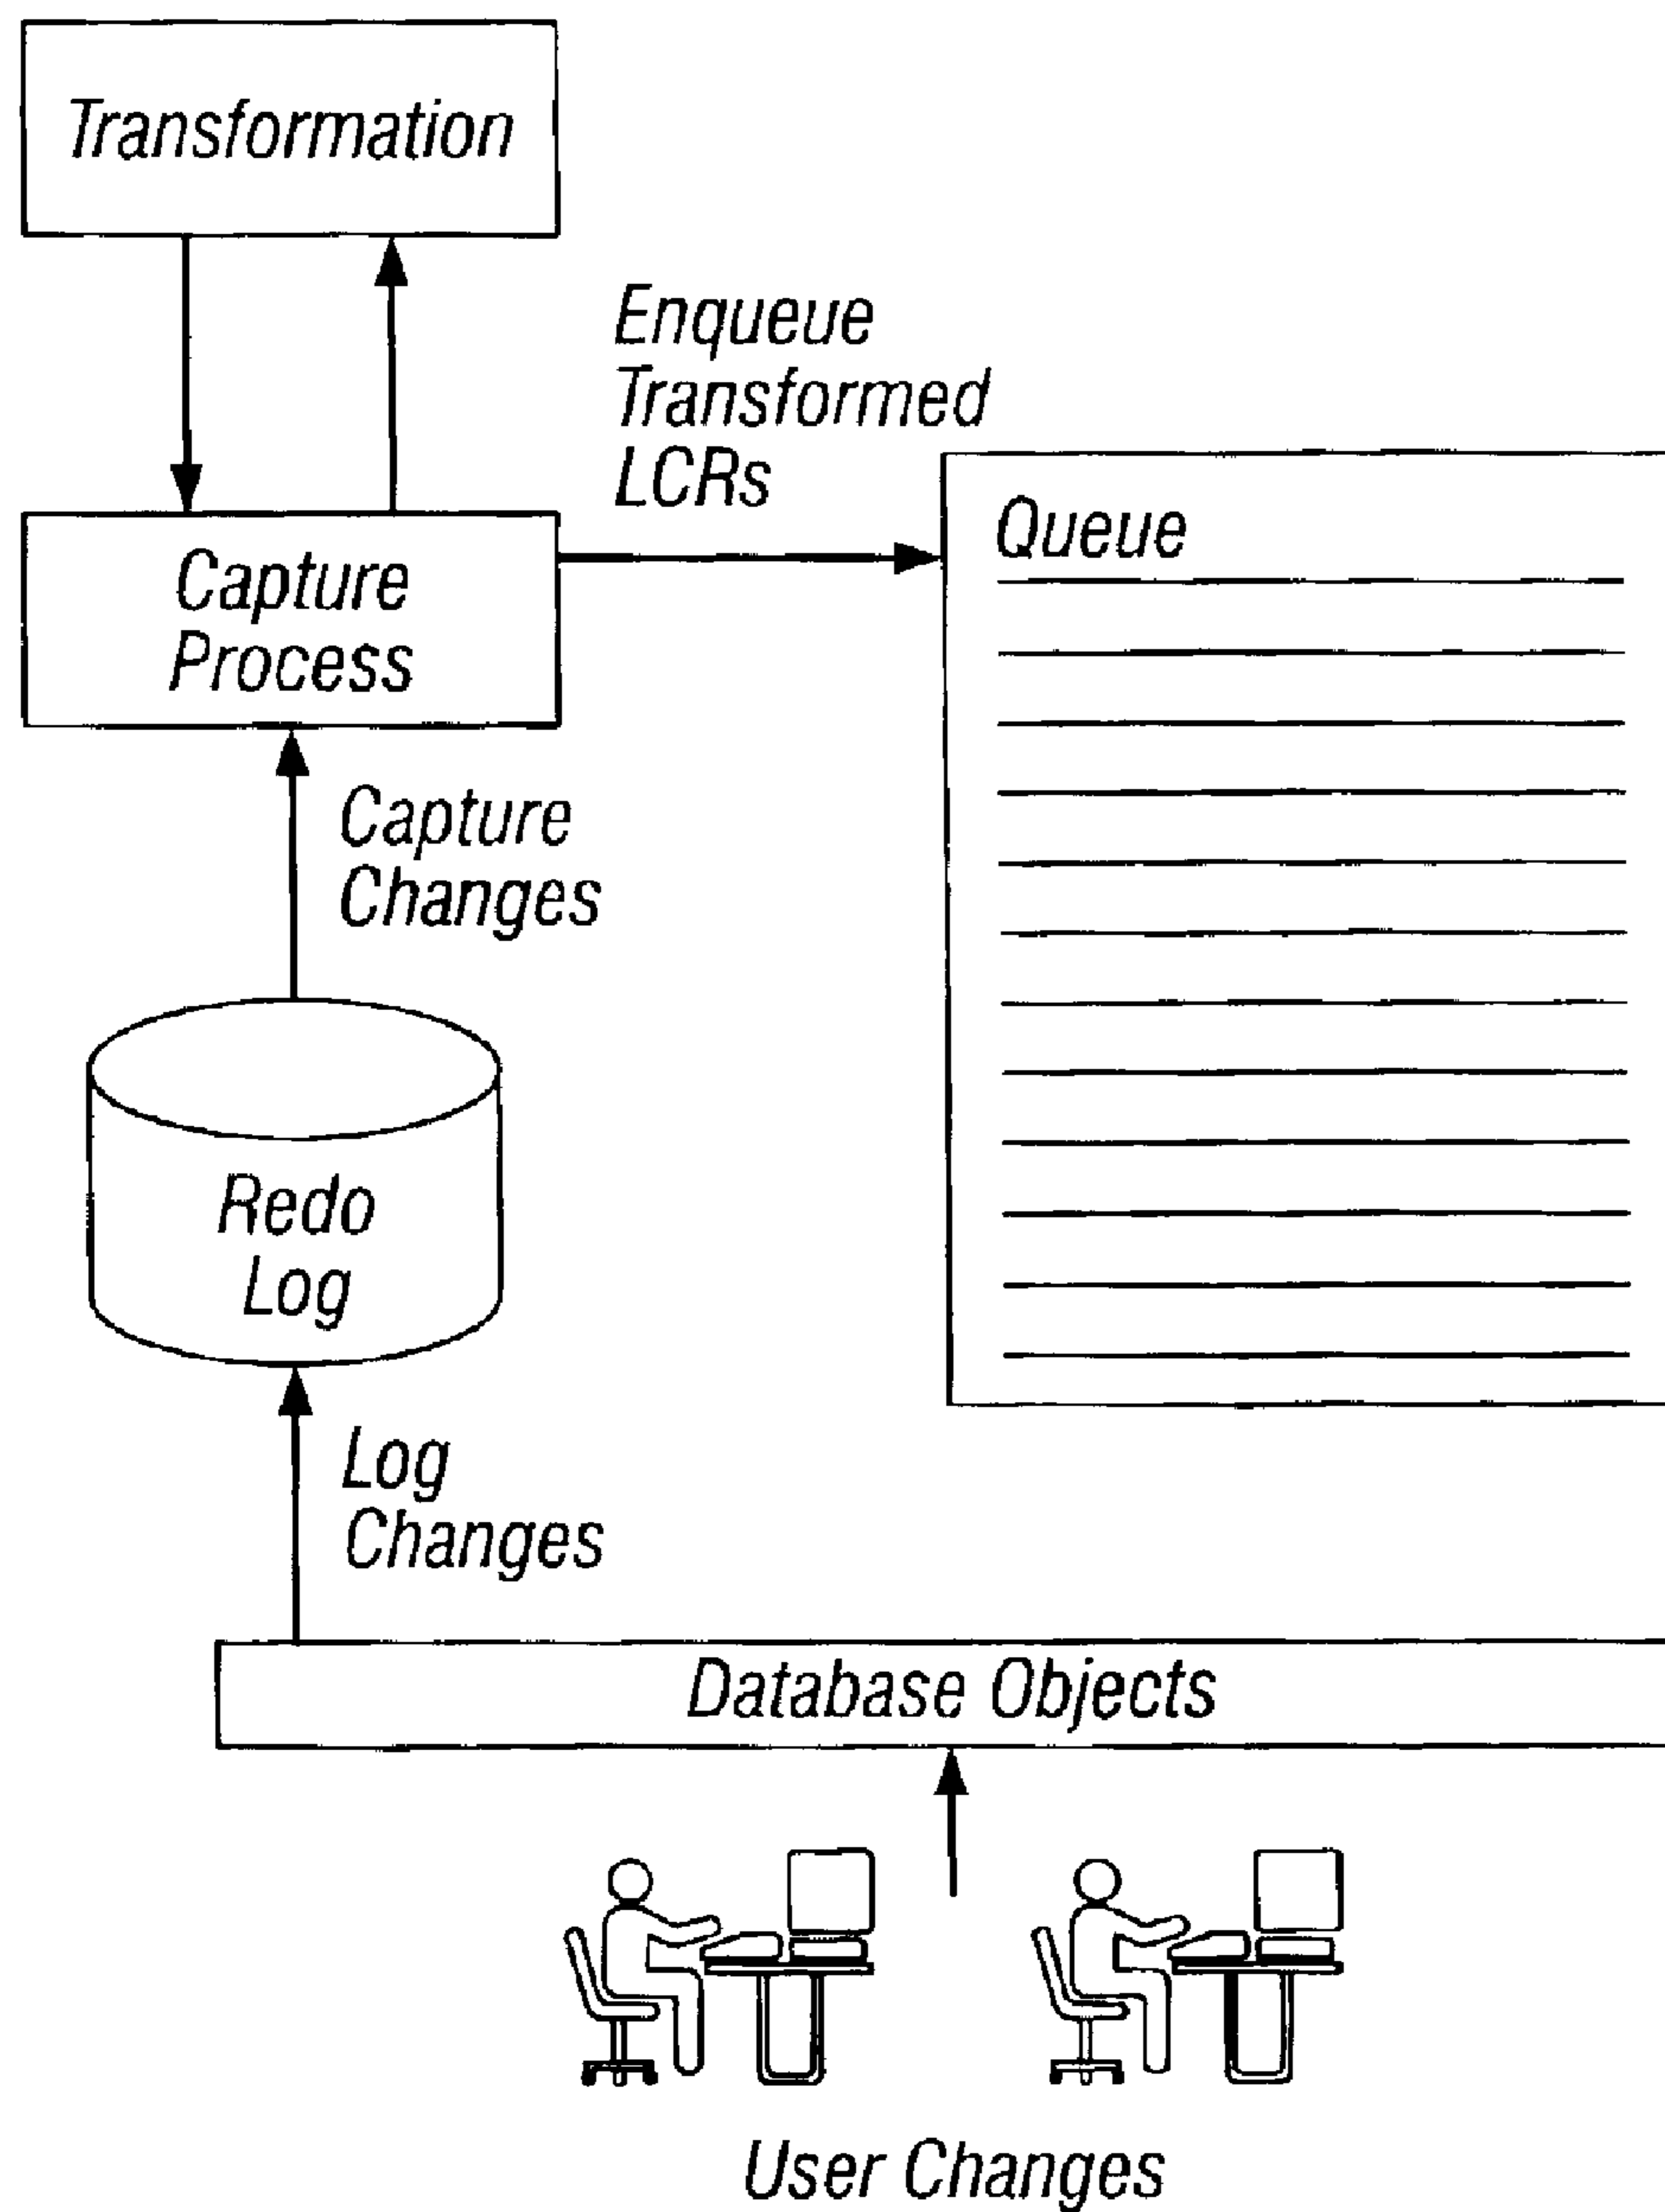 Transformation
Enqueue
Transformed
LCRs
Queue
Capture
Process
Capture
Changes
Redo
Log
Log
Changes
Database Objects
User Changes